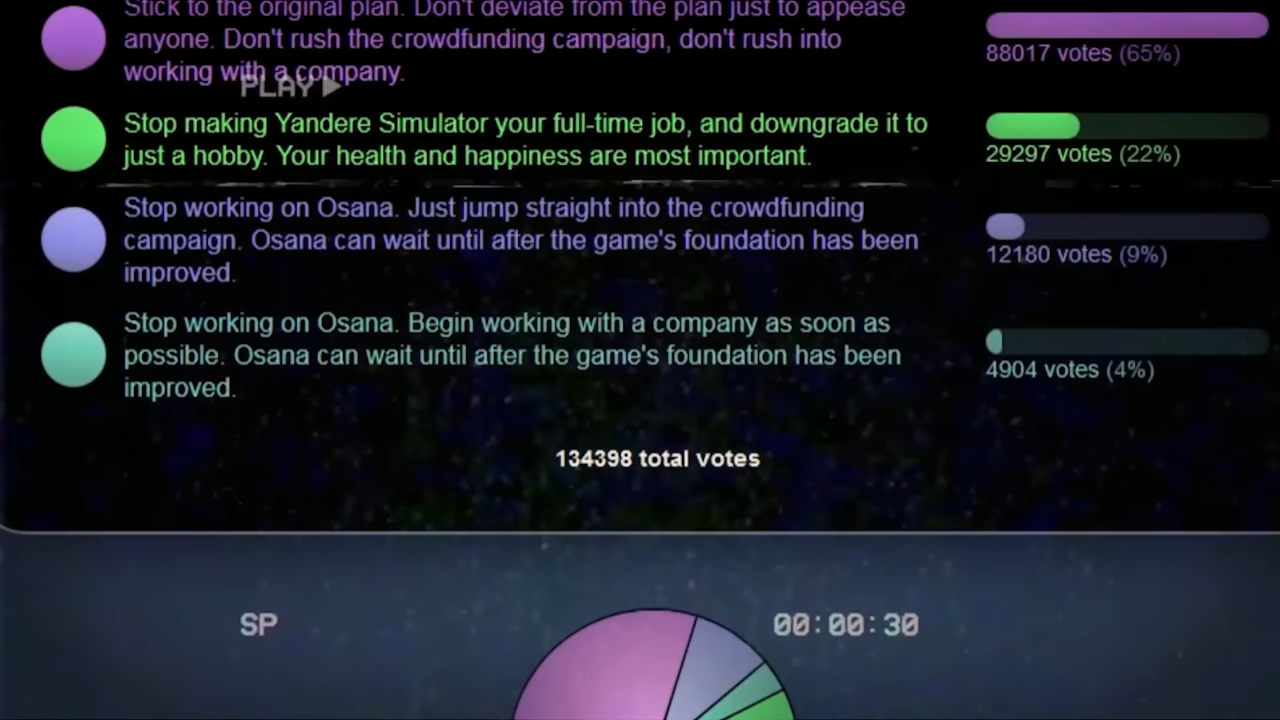 Stick to the original plan. Don't deviate from the plan just to appease
anyone. Don't rush the crowdfunding campaign, don't rush into
working with a company.
88017 votes (65%)
PLAY
Stop making Yandere Simulator your full-time job, and downgrade it to
just a hobby. Your health and happiness are most important.
29297 votes (22%)
Stop working on Osana. Just jump straight into the crowdfunding
campaign. Osana can wait until after the game's foundation has been
improved.
12180 votes (9%)
Stop working on Osana. Begin working with a company as soon as
possible. Osana can wait until after the game's foundation has been
improved.
4904 votes (4%)
134398 total votes
SP
00:00:30